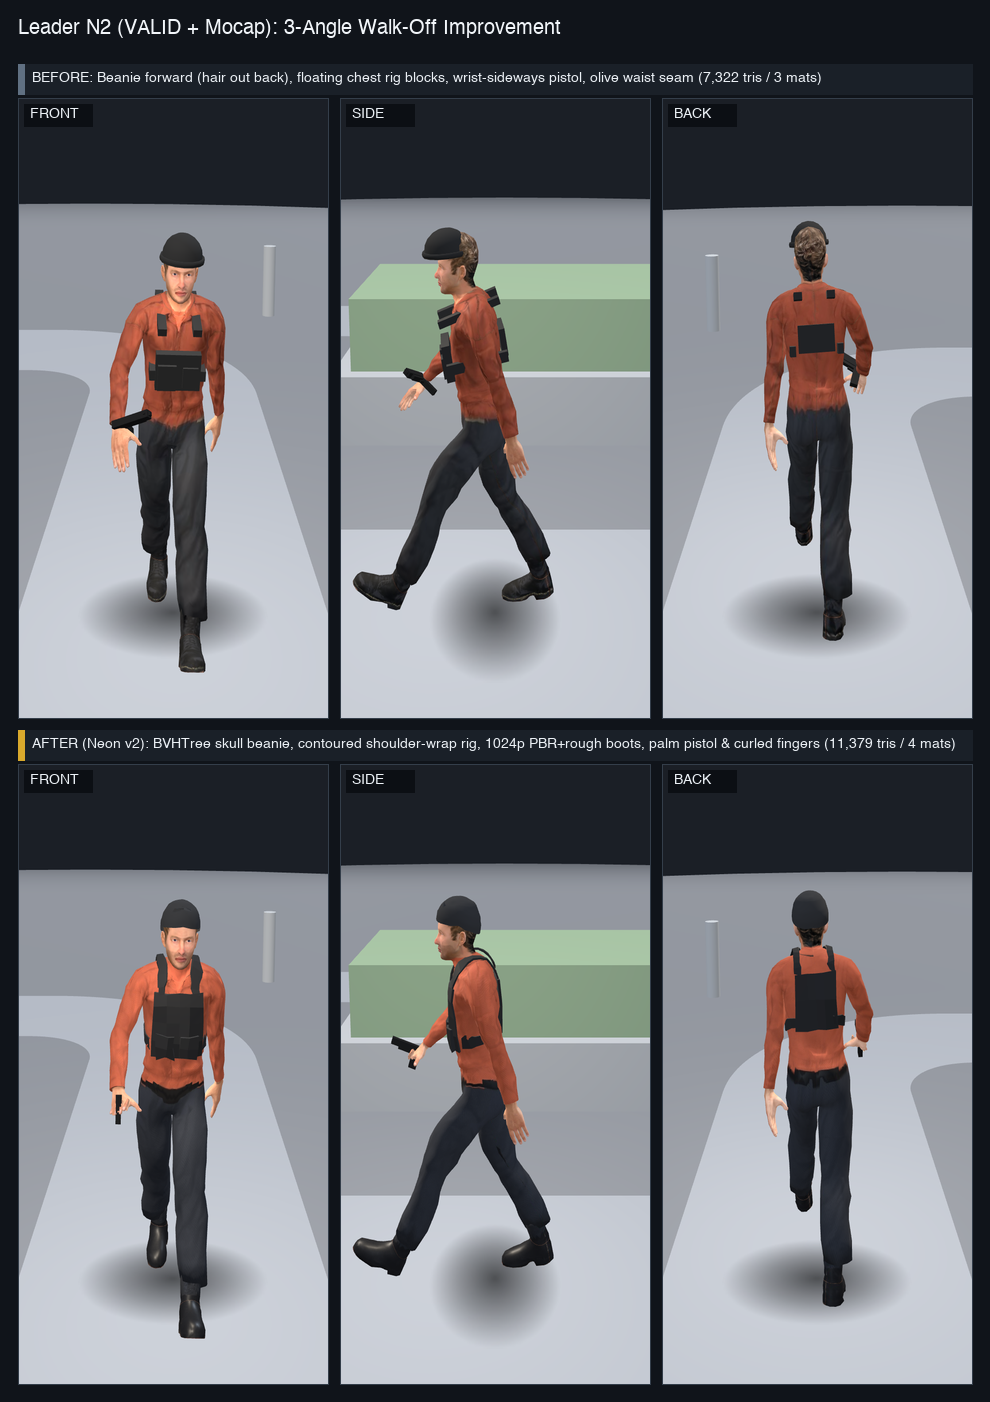 Leader N2 (VALID + Mocap): 3-Angle Walk-Off Improvement
BEFORE: Beanie forward (hair out back), floating chest rig blocks, wrist-sideways pistol, olive waist seam (7,322 tris / 3 mats)
FRONT
SIDE
BACK
AFTER (Neon v2): BVHTree skull beanie, contoured shoulder-wrap rig, 1024p PBR+rough boots, palm pistol & curled fingers (11,379 tris / 4 mats)
FRONT
SIDE
BACK